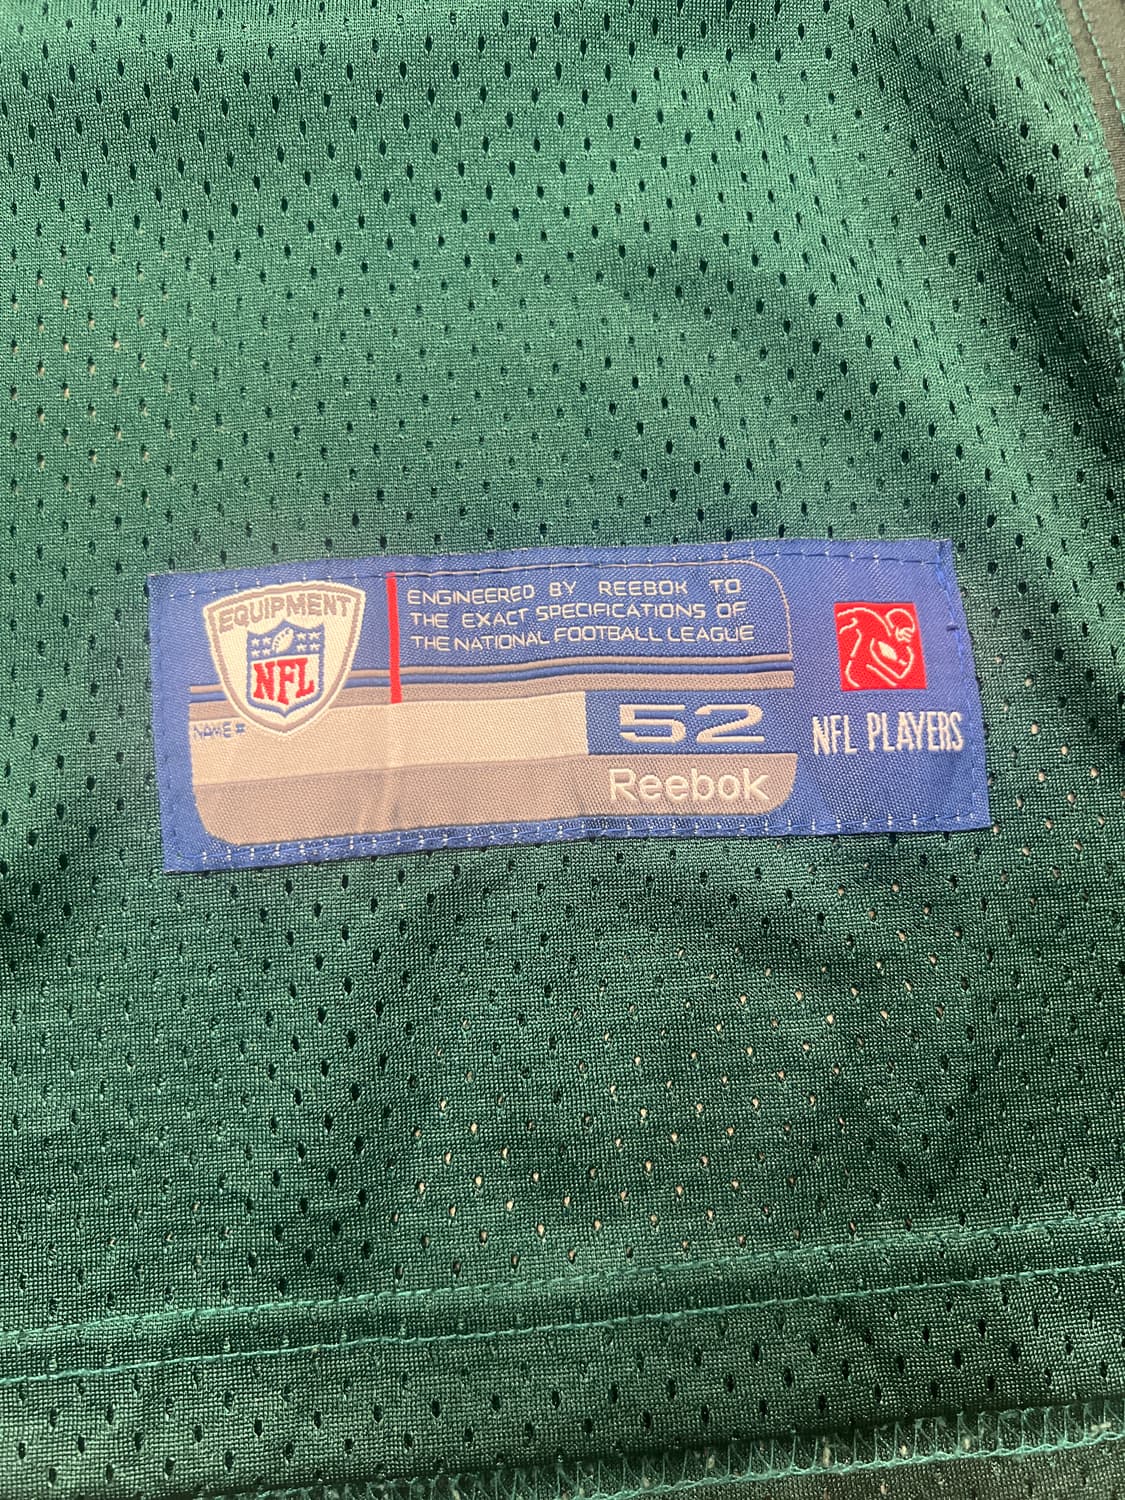 EQUIPMENT
NFL
ENGINEERED BY REEBOK TO
THE EXACT SPECIFICATIONS OF
THE NATIONAL FOOTBALL LEAGUE
NAME #
52
Reebok
NFL PLAYERS